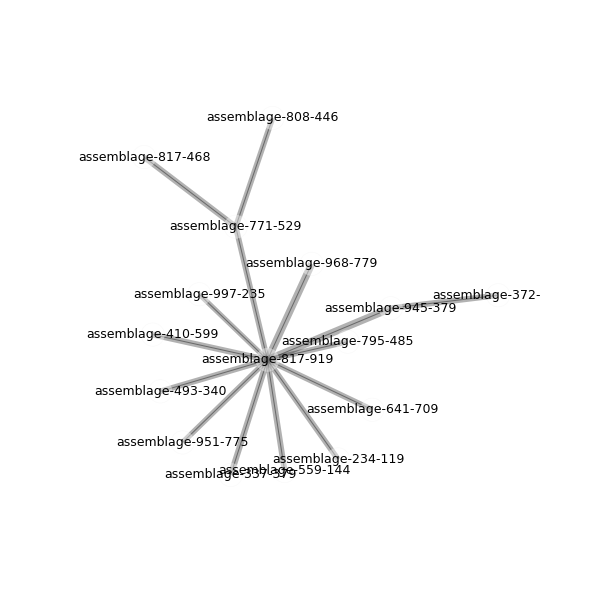 assemblage-808-446
assemblage-817-468
assemblage-771-529
assemblage-968-779
assemblage-997-235
assemblage-372-
assemblage-945-379
assemblage-410-599
assemblage-795-485
assemblage-817-919
assemblage-493-340
assemblage-641-709
assemblage-951-775
assemblage-234-119
assemblage-559-144
assemblage-337-379